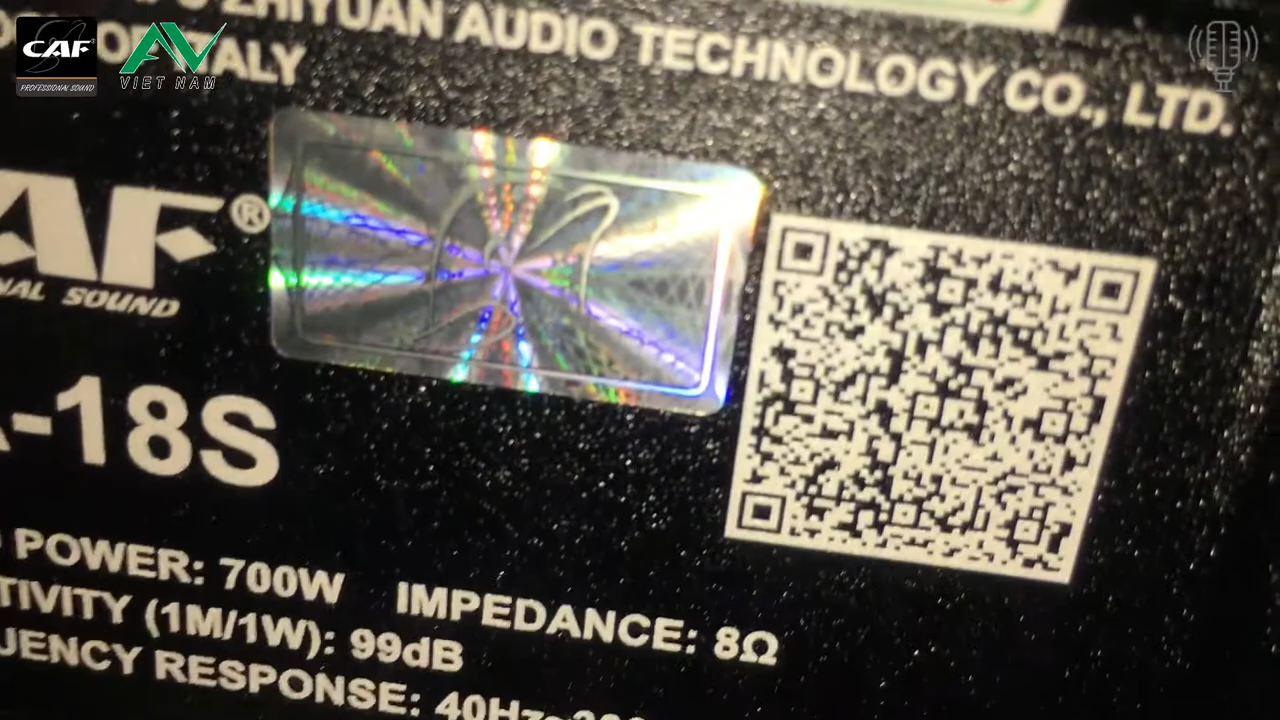 ZHIYUAN AUDIO TECHNOLOGY CO., LTD.
ITALY
CAF
PROFESSIONAL SOUND
AV
VIET NAM
AF®
NAL SOUND
-18S
POWER: 700W IMPEDANCE: 8Ω
TIVITY (1M/1W): 99dB
UENCY RESPONSE: 40Hz